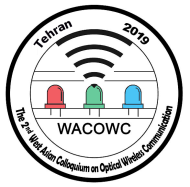 Tehran 2019
WACOWC
The 2nd West Asian Colloquium on Optical Wireless Communication